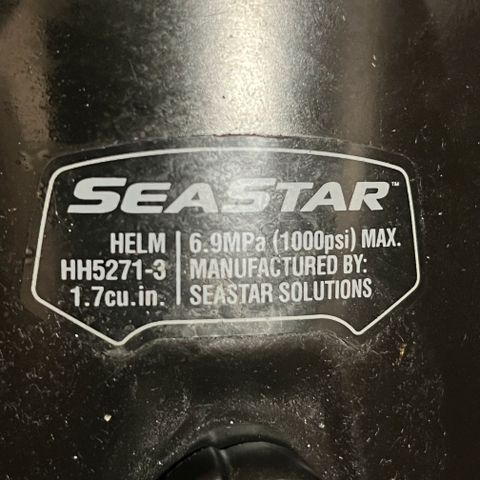 SEASTAR™
HELM
HH5271-3
1.7cu.in.
6.9MPa (1000psi) MAX.
MANUFACTURED BY:
SEASTAR SOLUTIONS